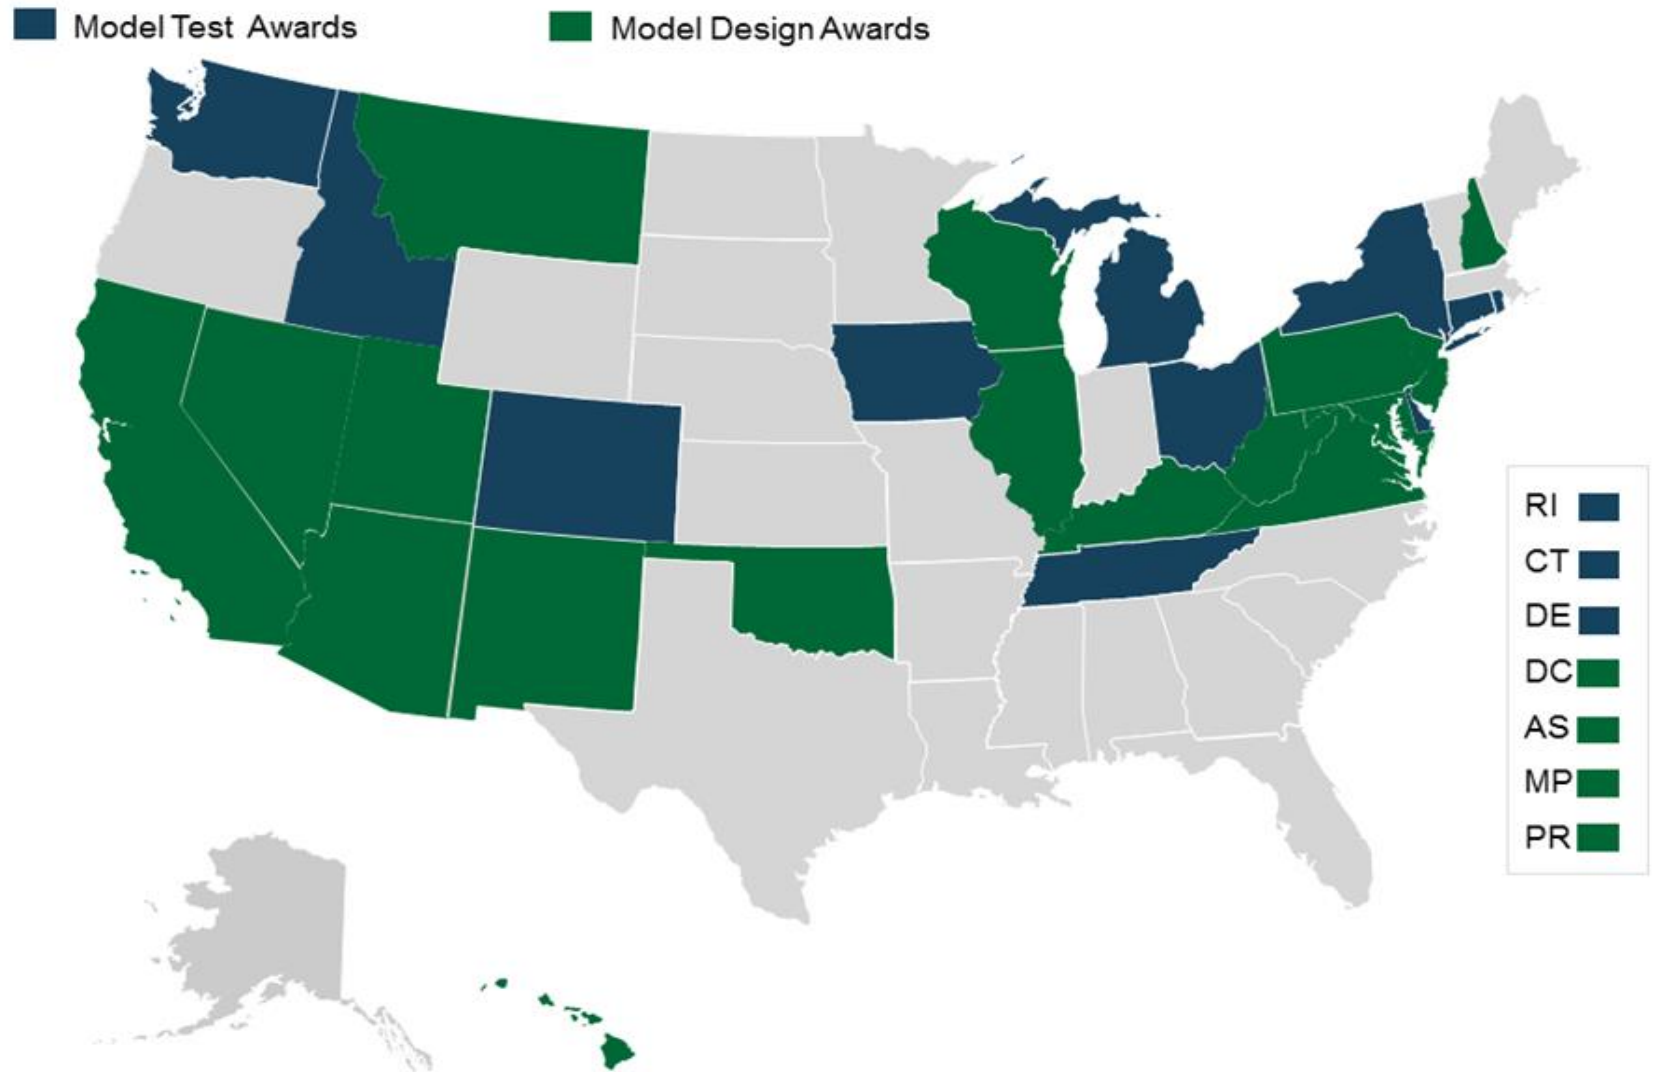 Model Test Awards
Model Design Awards
RI
CT
DE
DC
AS
MP
PR